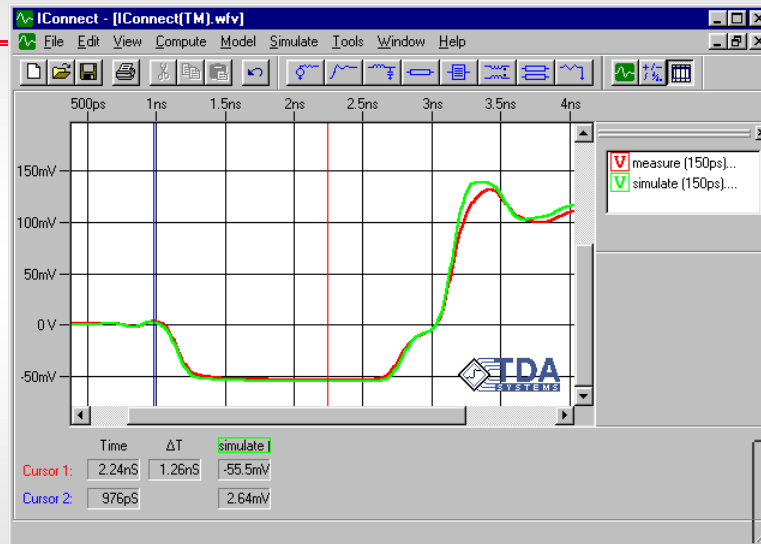 IConnect - [IConnect(TM).wfv]
File Edit View Compute Model Simulate Tools Window Help
500ps 1ns 1.5ns 2ns 2.5ns 3ns 3.5ns 4ns
150mV
100mV
50mV
0 V
-50mV
V measure (150ps)...
V simulate (150ps)....
TDA
SYSTEMS
Time ΔT simulate (
Cursor 1: 2.24nS 1.26nS -55.5mV
Cursor 2: 976pS 2.64mV